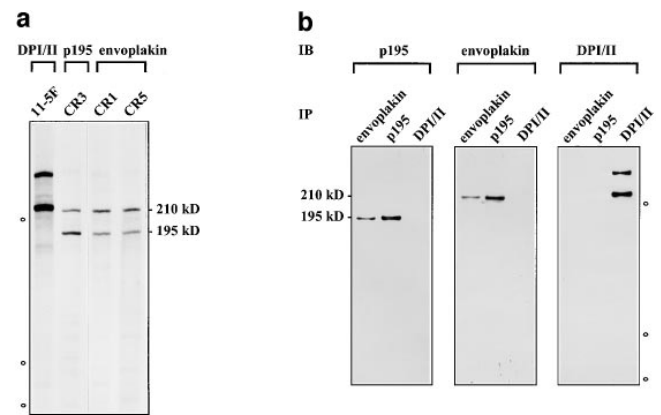 a
DPI/II p195 envoplakin
11-5F CR3 CR1 CR5
210 kD
195 kD
b
IB p195 envoplakin DPI/II
IP envoplakin p195 DPI/II envoplakin p195 DPI/II envoplakin p195 DPI/II
210 kD
195 kD